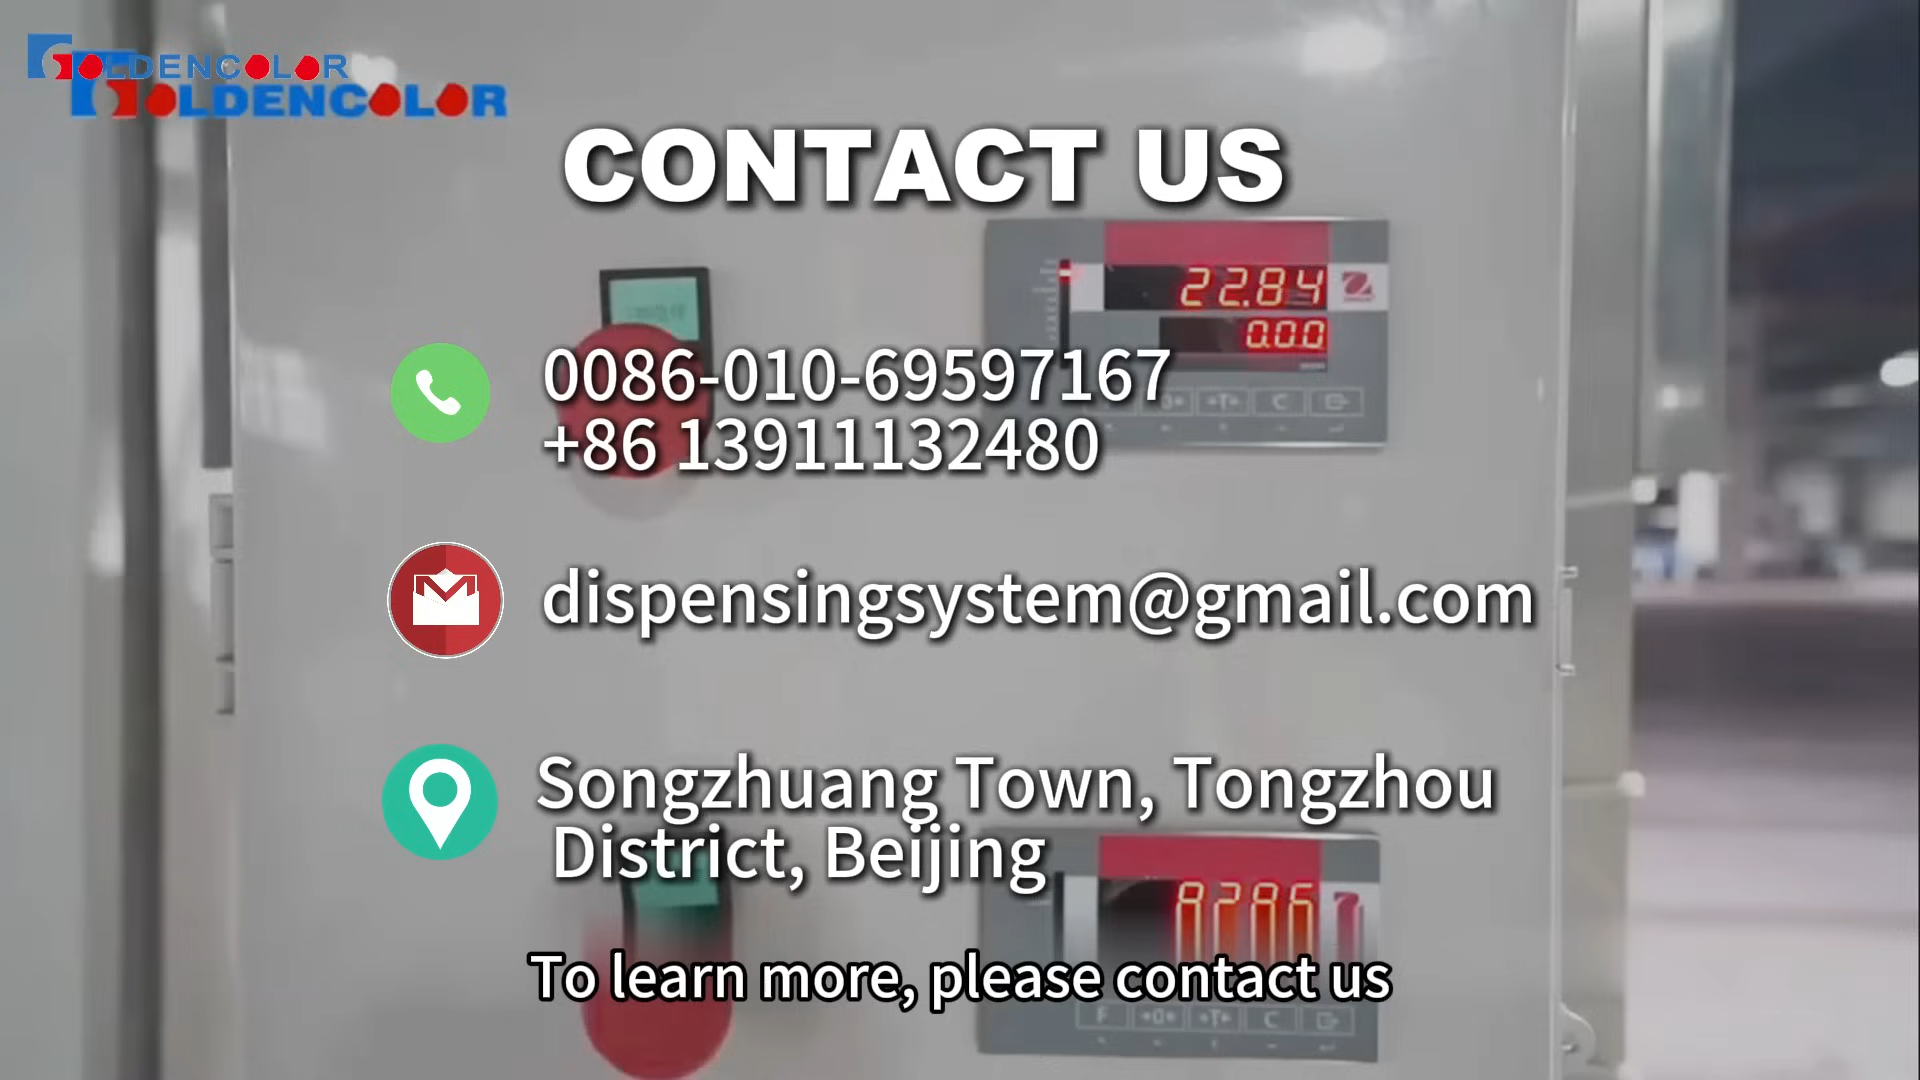 GOLDENCOLOR
GOLDENCOLOR
CONTACT US
22.84
0.00
0086-010-69597167
+86 13911132480
dispensingsystem@gmail.com
Songzhuang Town, Tongzhou
District, Beijing
To learn more, please contact us
F →0← →T← C